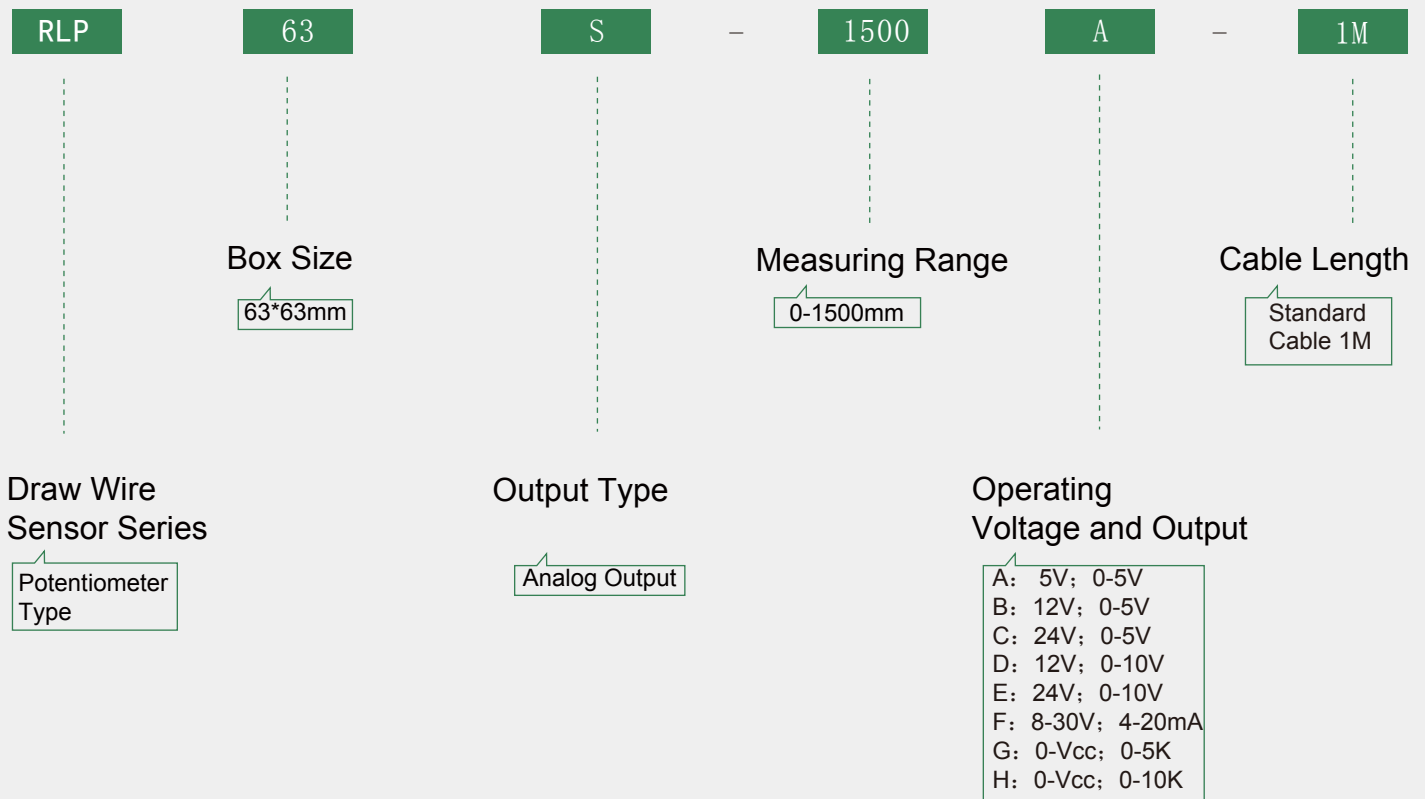 RLP 63 S - 1500 A - 1M
Box Size
63*63mm
Measuring Range
0-1500mm
Cable Length
Standard
Cable 1M
Draw Wire
Sensor Series
Potentiometer
Type
Output Type
Analog Output
Operating
Voltage and Output
A： 5V；0-5V
B：12V；0-5V
C：24V；0-5V
D：12V；0-10V
E：24V；0-10V
F：8-30V；4-20mA
G：0-Vcc；0-5K
H：0-Vcc；0-10K